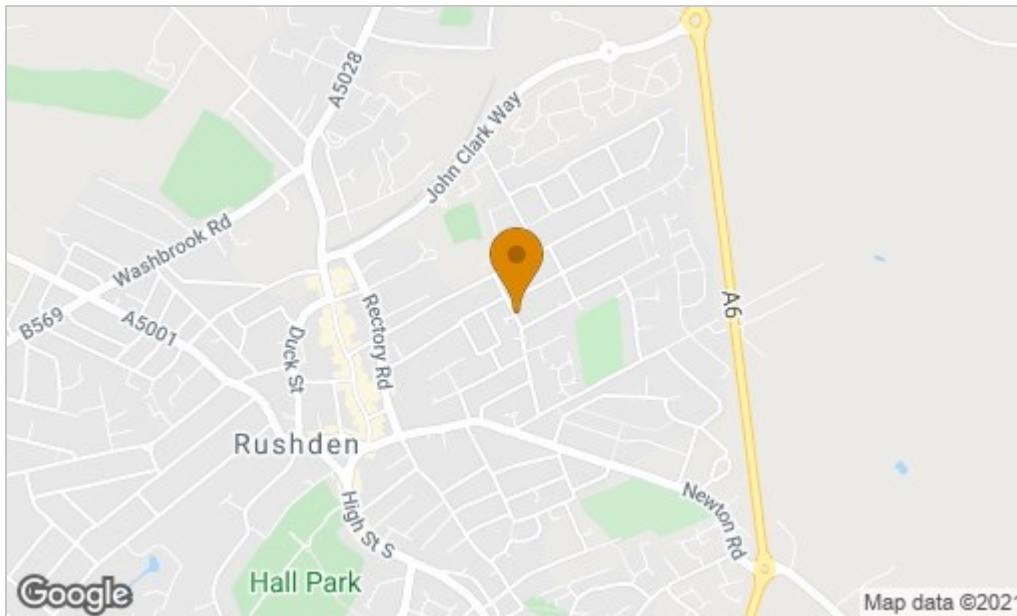 A5028
John Clark Way
Washbrook Rd
B569
A5001
Duck St
Rectory Rd
A6
Rushden
High St S
Newton Rd
Hall Park
Google
Map data ©2021